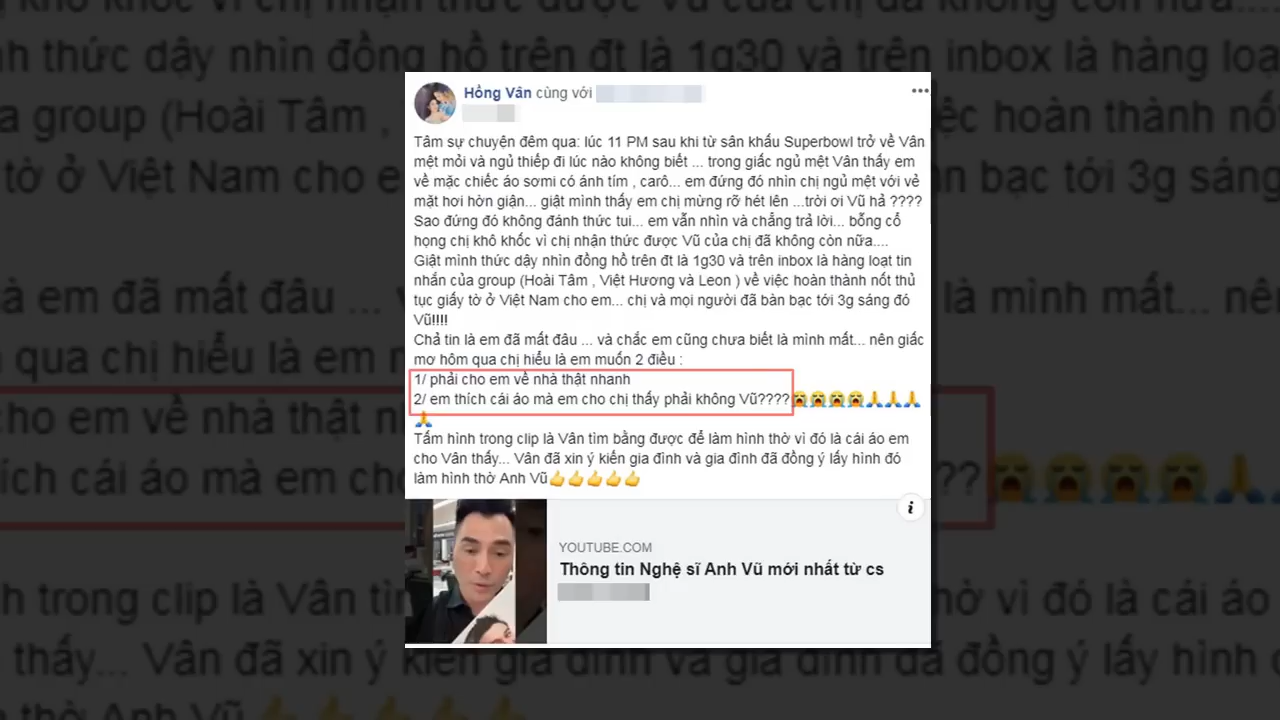 Hồng Vân cùng với
Tâm sự chuyện đêm qua: lúc 11 PM sau khi từ sân khấu Superbowl trở về Vân
mệt mỏi và ngủ thiếp đi lúc nào không biết ... trong giấc ngủ mệt Vân thấy em
về mặc chiếc áo sơmi có ánh tím , carô... em đứng đó nhìn chị ngủ mệt với vẻ
mặt hơi hờn giận... giật mình thấy em chị mừng rỡ hét lên ...trời ơi Vũ hả ????
Sao đứng đó không đánh thức tui... em vẫn nhìn và chẳng trả lời... bỗng cổ
họng chị khô khốc vì chị nhận thức được Vũ của chị đã không còn nữa....
Giật mình thức dậy nhìn đồng hồ trên đt là 1g30 và trên inbox là hàng loạt tin
nhắn của group (Hoài Tâm , Việt Hương và Leon ) về việc hoàn thành nốt thủ
tục giấy tờ ở Việt Nam cho em... chị và mọi người đã bàn bạc tới 3g sáng đó
Vũ!!!!
Chả tin là em đã mất đâu ... và chắc em cũng chưa biết là mình mất... nên giấc
mơ hôm qua chị hiểu là em muốn 2 điều :
1/ phải cho em về nhà thật nhanh
2/ em thích cái áo mà em cho chị thấy phải không Vũ????😭😭😭😭🙏🙏🙏
🙏
Tấm hình trong clip là Vân tìm bằng được để làm hình thờ vì đó là cái áo em
cho Vân thấy... Vân đã xin ý kiến gia đình và gia đình đã đồng ý lấy hình đó
làm hình thờ Anh Vũ👍👍👍👍👍
YOUTUBE.COM
Thông tin Nghệ sĩ Anh Vũ mới nhất từ cs